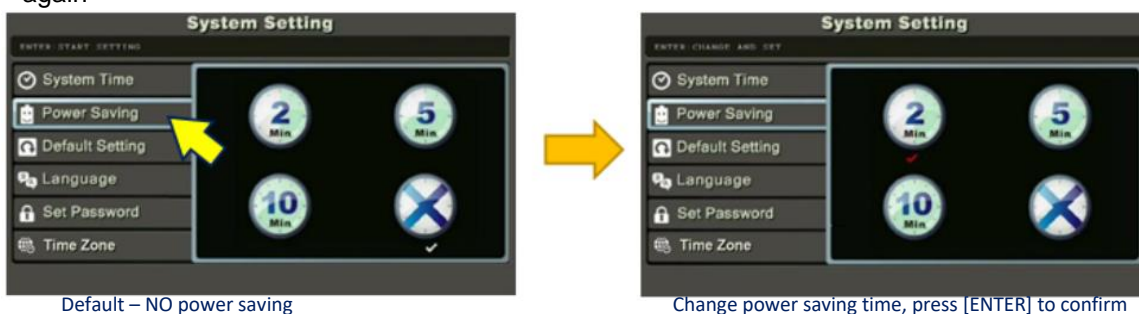 again
System Setting
ENTER START SETTING
System Time
Power Saving
Default Setting
Language
Set Password
Time Zone
2
Min
5
Min
10
Min
Default – NO power saving
System Setting
ENTER CHANGE AND SET
System Time
Power Saving
Default Setting
Language
Set Password
Time Zone
2
Min
5
Min
10
Min
Change power saving time, press [ENTER] to confirm